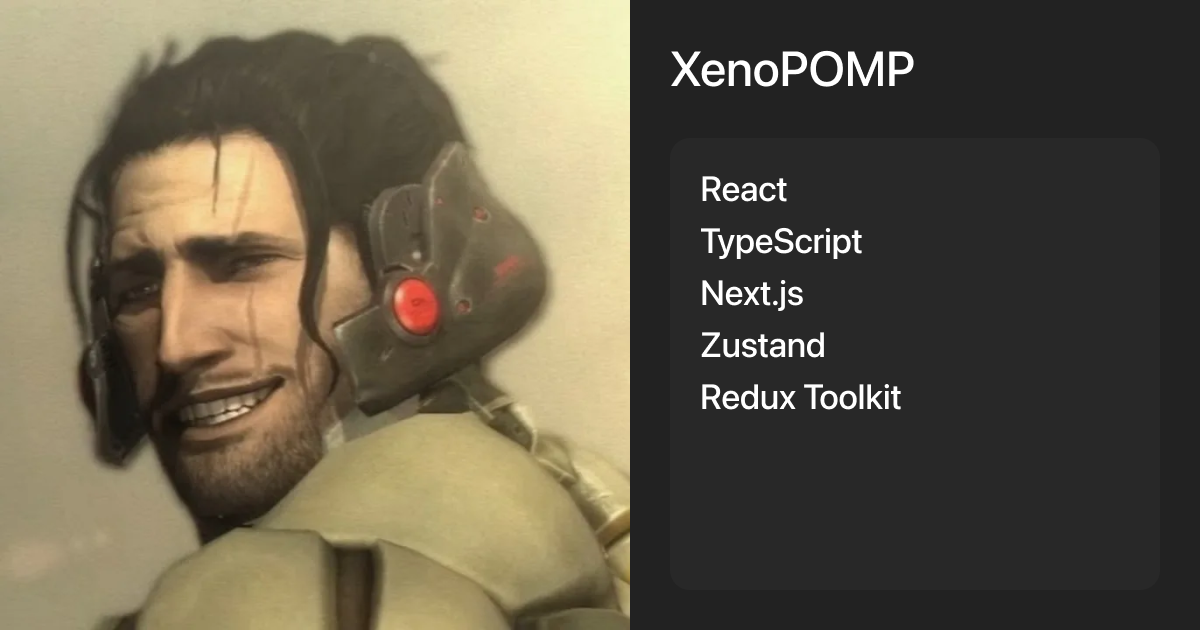 XenoPOMP
React
TypeScript
Next.js
Zustand
Redux Toolkit